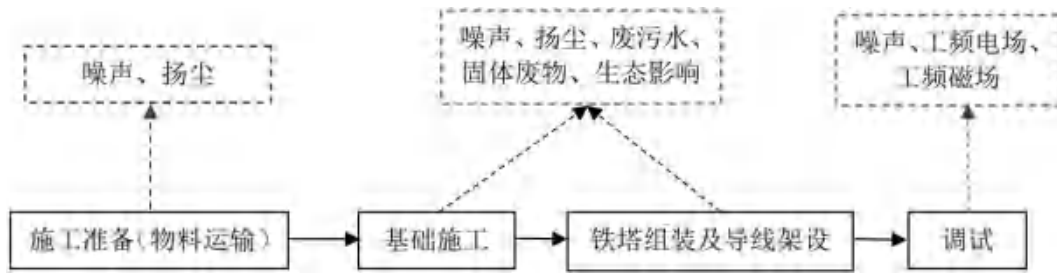 噪声、扬尘
噪声、扬尘、废污水、
固体废物、生态影响
噪声、工频电场、
工频磁场
施工准备(物料运输)
基础施工
铁塔组装及导线架设
调试